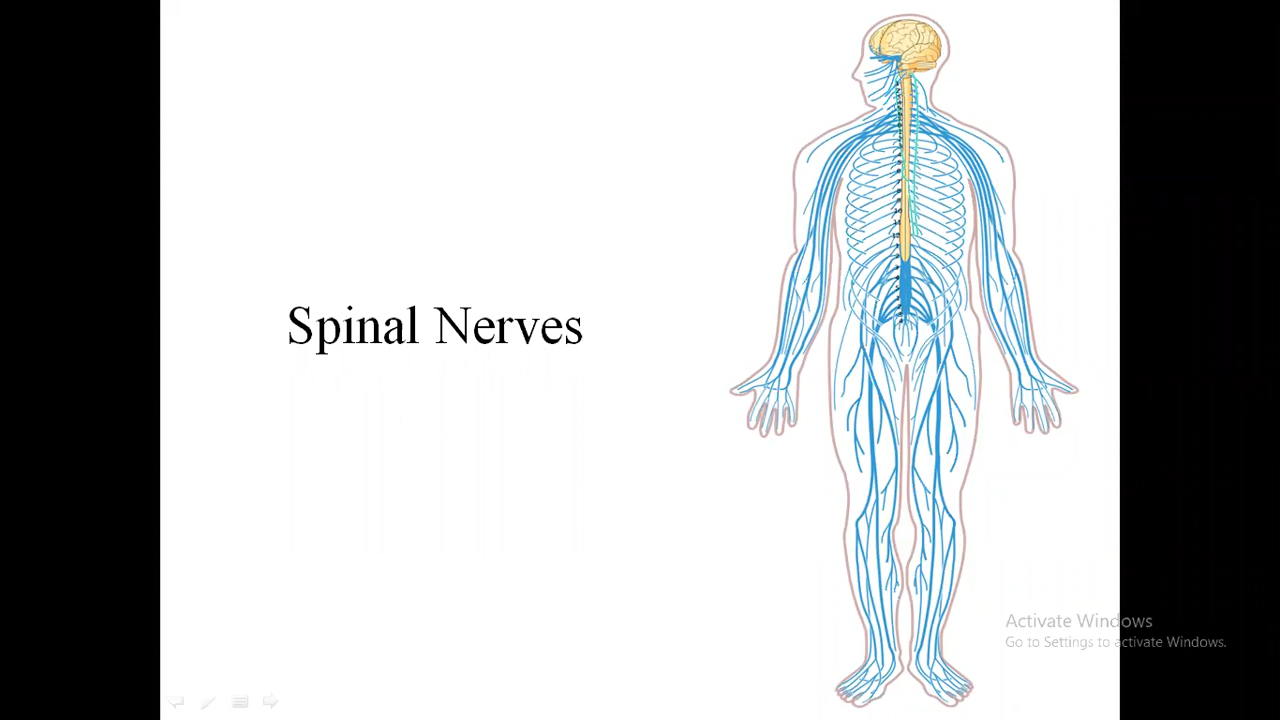 Spinal Nerves
Activate Windows
Go to Settings to activate Windows.